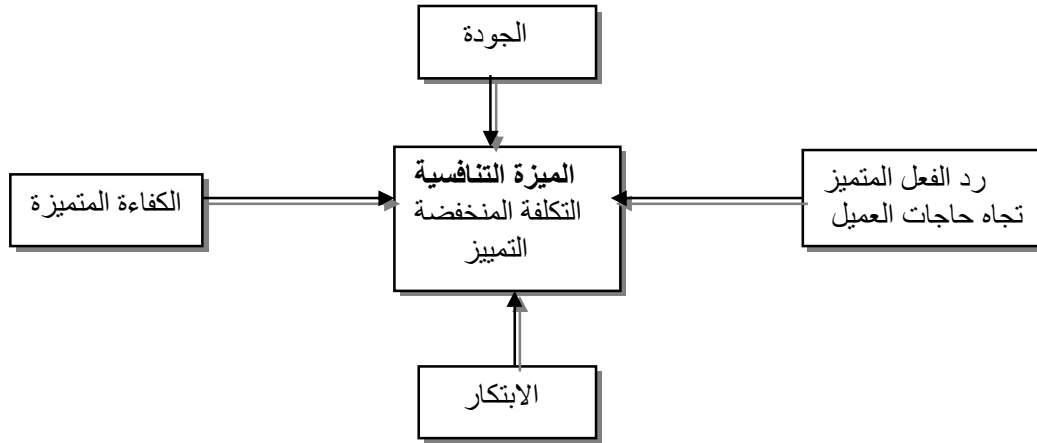 الجودة
الميزة التنافسية
التكلفة المنخفضة
التمييز
رد الفعل المتميز
تجاه حاجات العميل
الكفاءة المتميزة
الابتكار